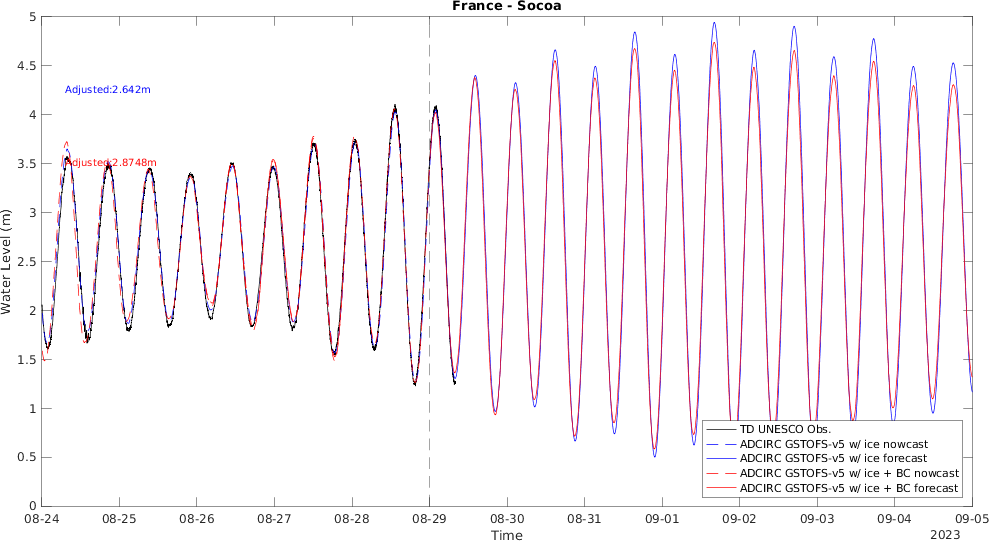 France - Socoa
Water Level (m)
5
4.5
4
3.5
3
2.5
2
1.5
1
0.5
0
Adjusted:2.642m
Adjusted:2.8748m
TD UNESCO Obs.
ADCIRC GSTOFS-v5 w/ ice nowcast
ADCIRC GSTOFS-v5 w/ ice forecast
ADCIRC GSTOFS-v5 w/ ice + BC nowcast
ADCIRC GSTOFS-v5 w/ ice + BC forecast
08-24 08-25 08-26 08-27 08-28 08-29 08-30 08-31 09-01 09-02 09-03 09-04 09-05
Time
2023